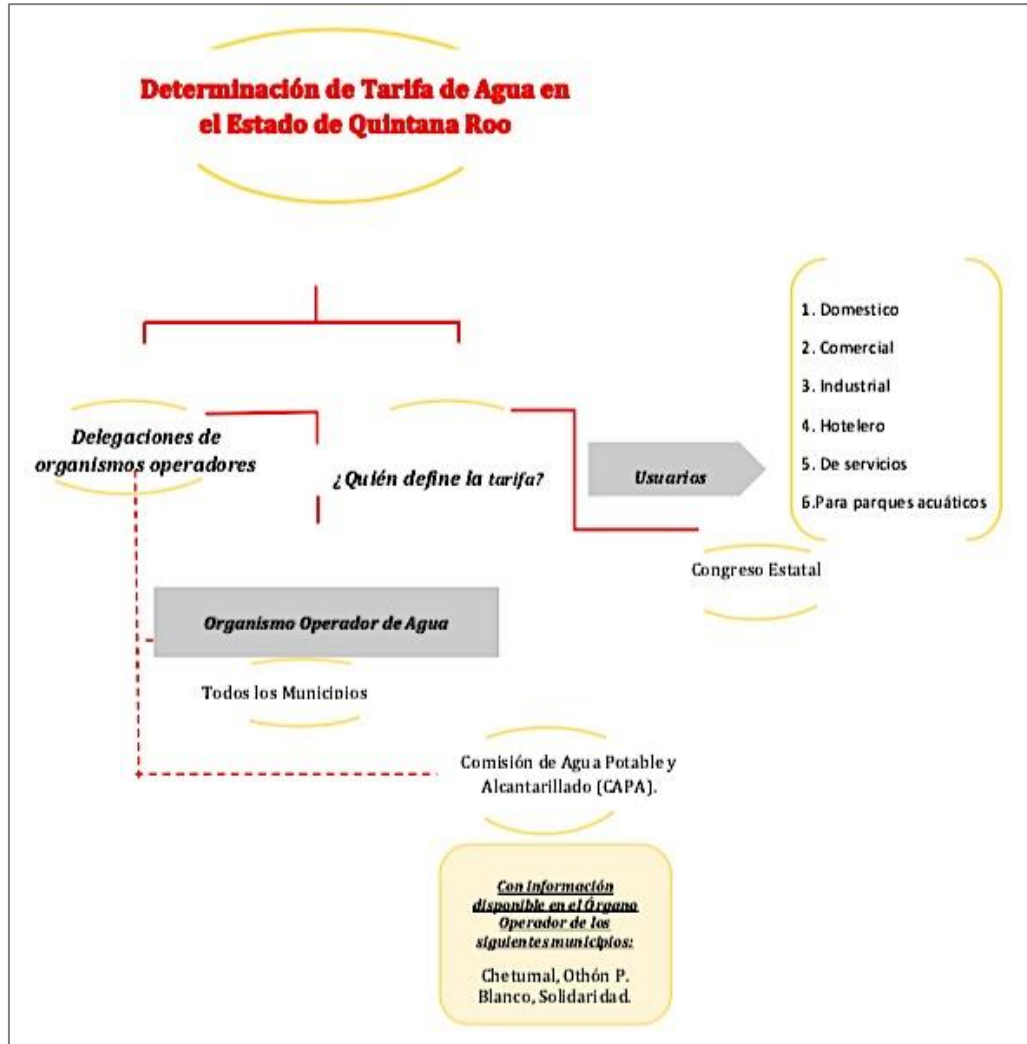 Determinación de Tarifa de Agua en
el Estado de Quintana Roo
Delegaciones de
organismos operadores
¿Quién define la tarifa?
Usuarios
1. Domestico
2. Comercial
3. Industrial
4. Hotelero
5. De servicios
6.Para parques acuáticos
Congreso Estatal
Organismo Operador de Agua
Todos los Municipios
Comisión de Agua Potable y
Alcantarillado (CAPA).
Con información
disponible en el Órgano
Operador de los
siguientes municipios:
Chetumal, Othón P.
Blanco, Solidaridad.